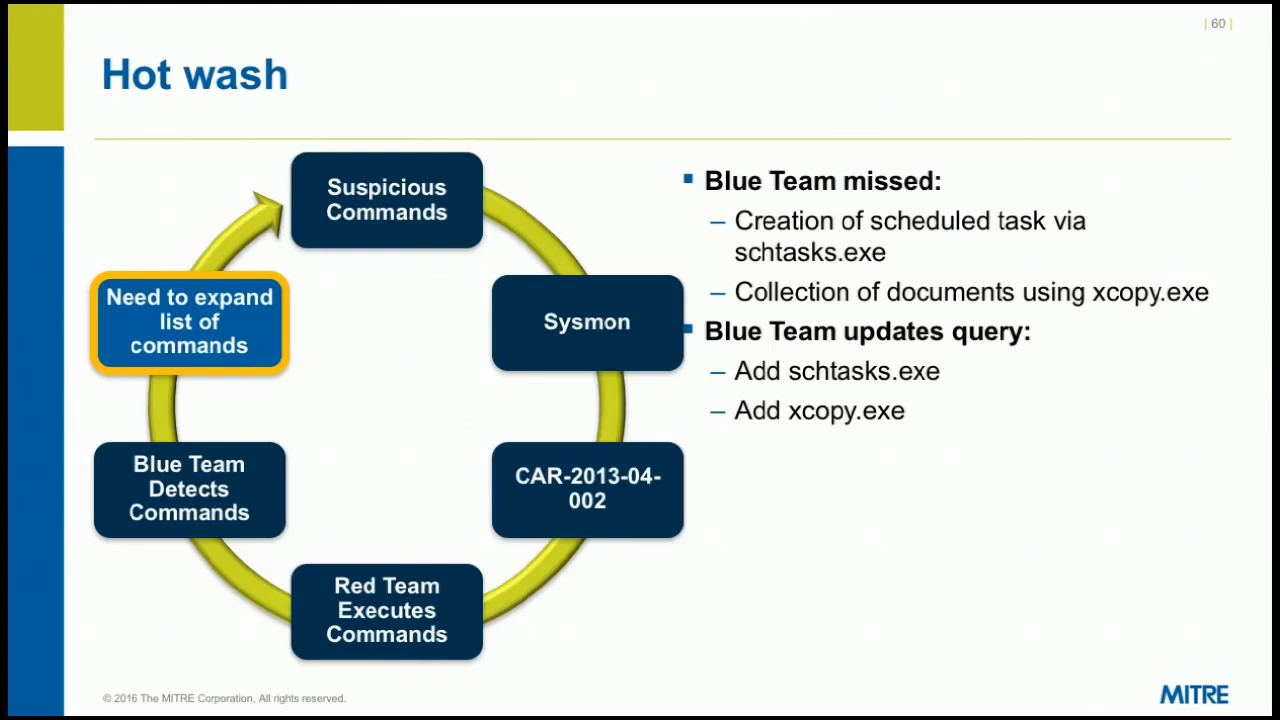 | 60 |
Hot wash
Suspicious
Commands
Sysmon
CAR-2013-04-
002
Red Team
Executes
Commands
Blue Team
Detects
Commands
Need to expand
list of
commands
▪ Blue Team missed:
– Creation of scheduled task via
schtasks.exe
– Collection of documents using xcopy.exe
▪ Blue Team updates query:
– Add schtasks.exe
– Add xcopy.exe
© 2016 The MITRE Corporation. All rights reserved.
MITRE